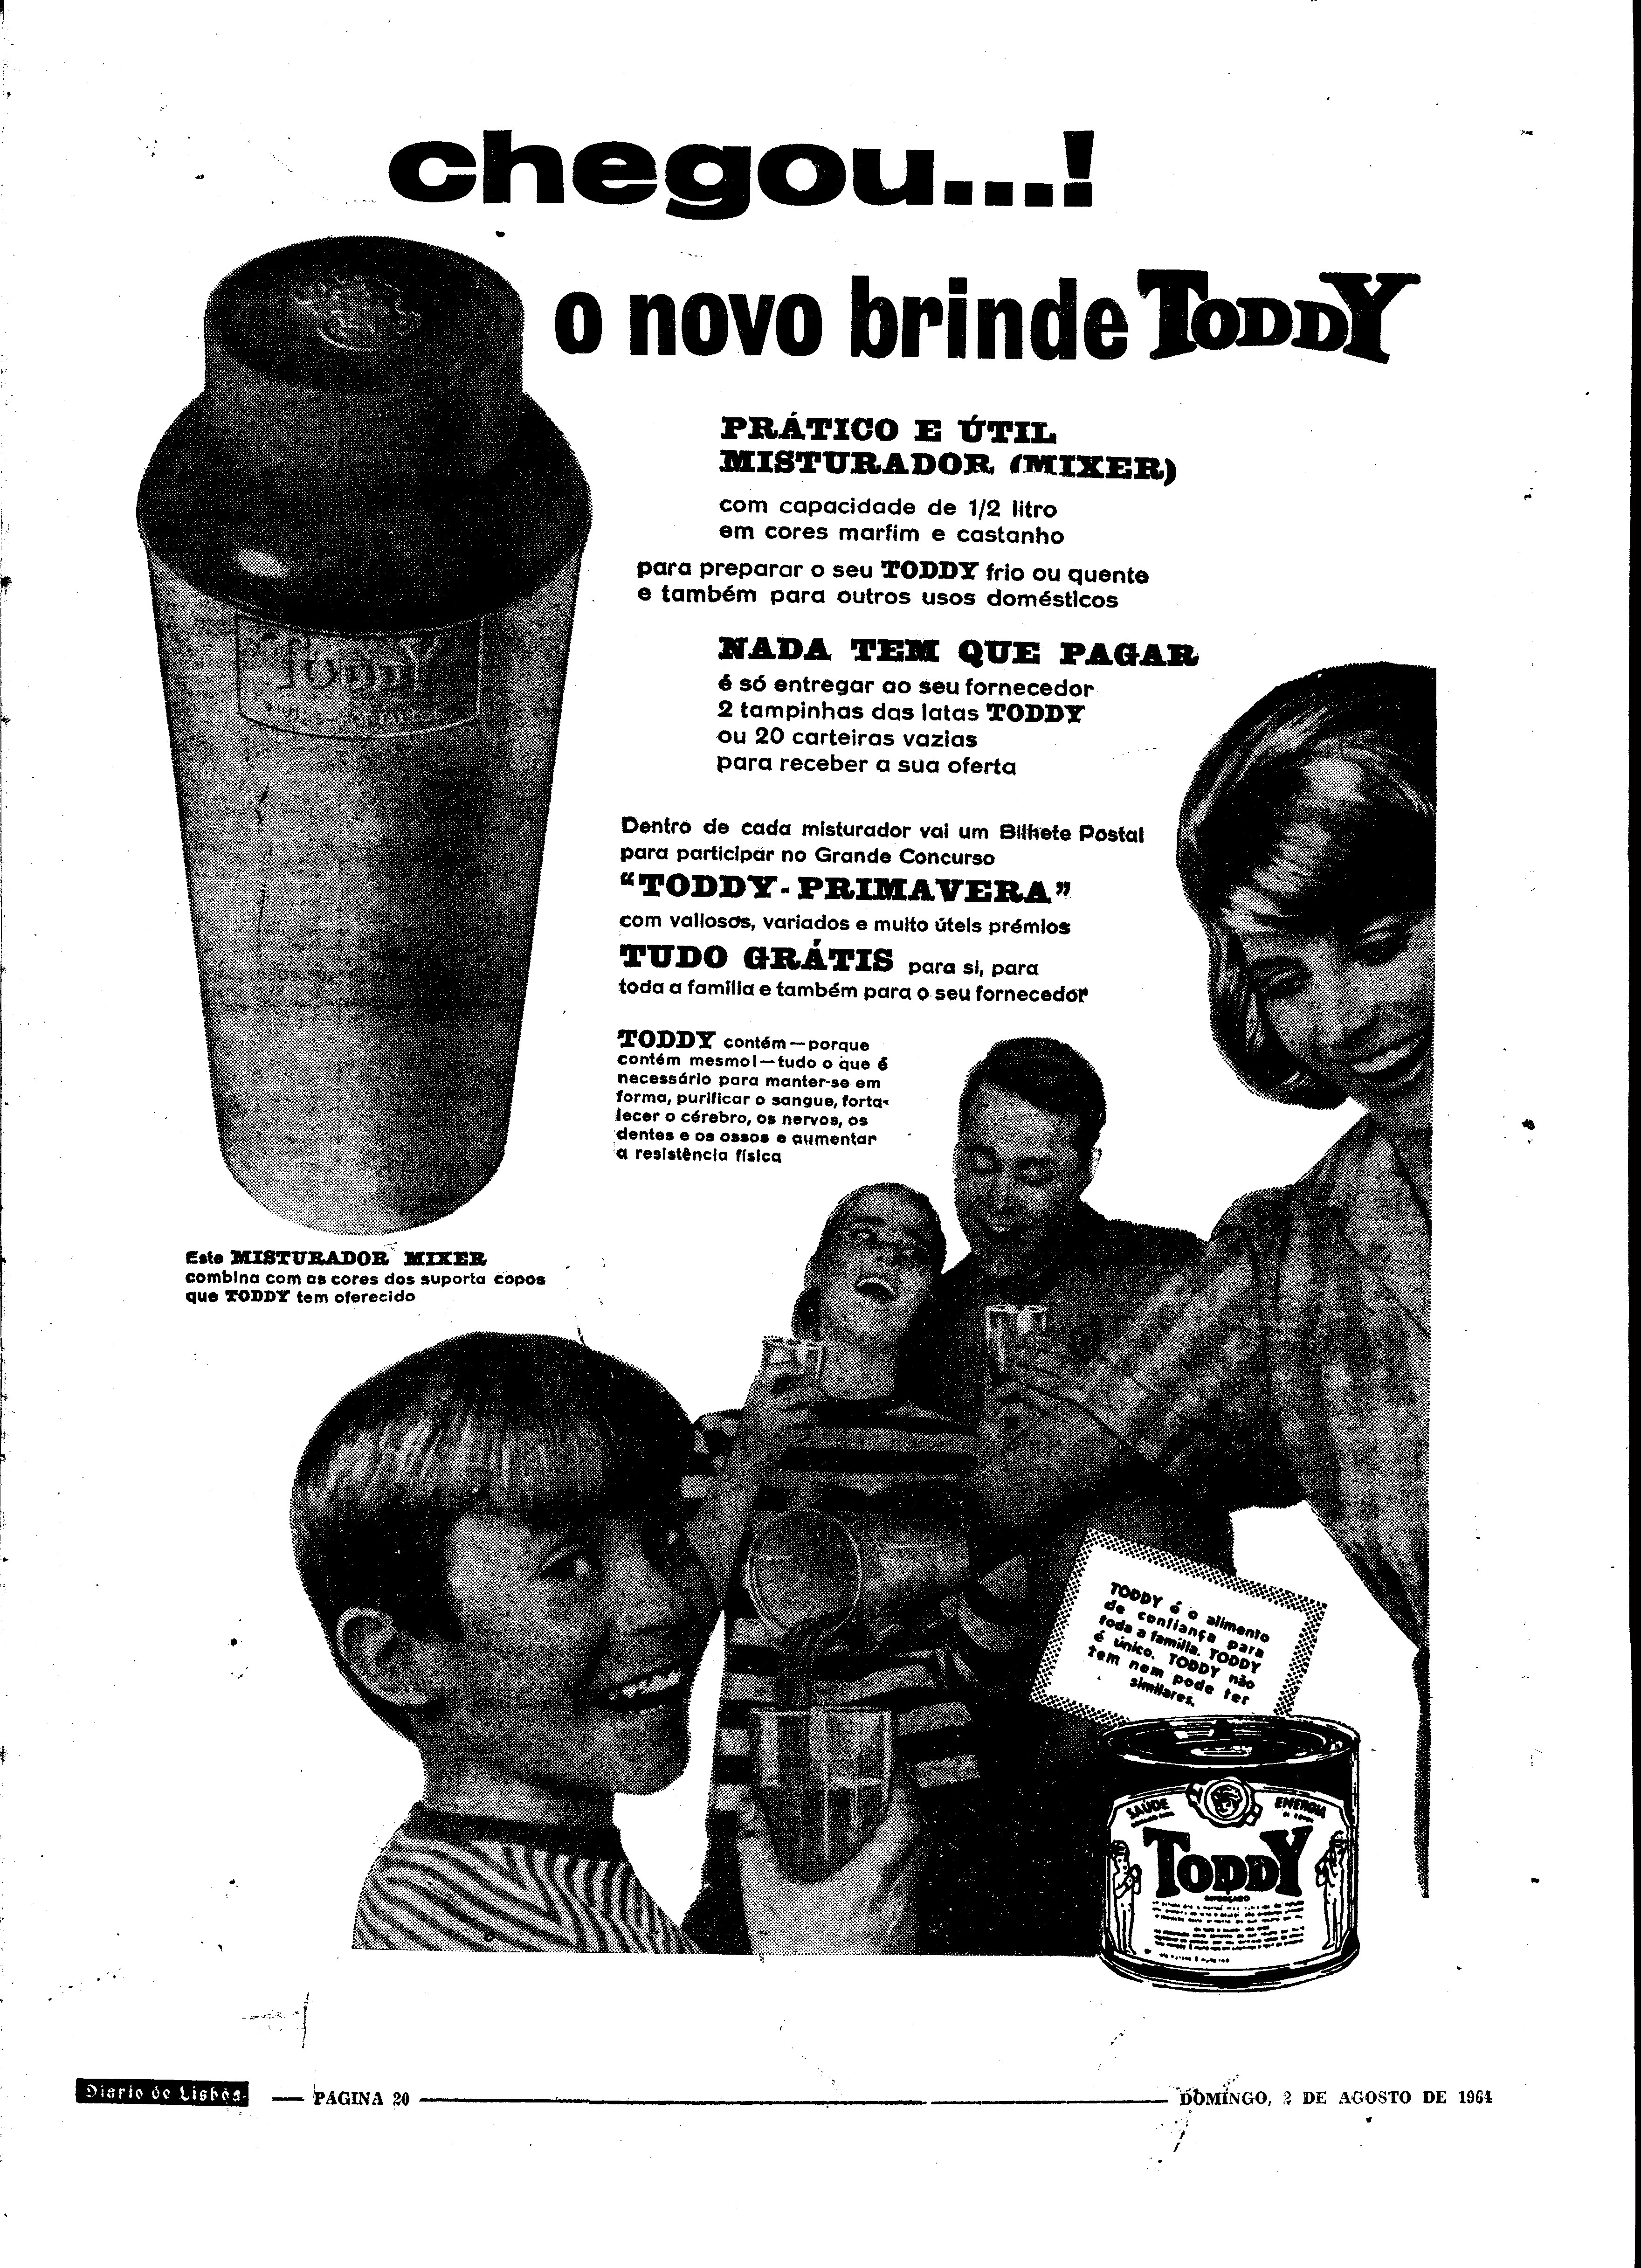 chegou...!
o novo brinde TODDY
PRÁTICO E ÚTIL
MISTURADOR (MIXER)
com capacidade de 1/2 litro
em cores marfim e castanho
para preparar o seu TODDY frio ou quente
e também para outros usos domésticos
NADA TEM QUE PAGAR
é só entregar ao seu fornecedor
2 tampinhas das latas TODDY
ou 20 carteiras vazias
para receber a sua oferta
Dentro de cada misturador vai um Bilhete Postal
para participar no Grande Concurso
“TODDY-PRIMAVERA”
com valiosos, variados e muito úteis prémios
TUDO GRÁTIS para si, para
toda a família e também para o seu fornecedor
TODDY contém—porque
contém mesmo!—tudo o que é
necessário para manter-se em
forma, purificar o sangue, forta-
lecer o cérebro, os nervos, os
dentes e os ossos e aumentar
a resistência física
TODDY
Este MISTURADOR MIXER
combina com as cores dos suporta copos
que TODDY tem oferecido
TODDY é o alimento
de confiança para
toda a família. TODDY
é único. TODDY não
tem nem pode ter
similares.
SAÚDE ENERGIA
TODDY
Diario de Lisboa — PÁGINA 20 — DOMINGO, 2 DE AGOSTO DE 1964